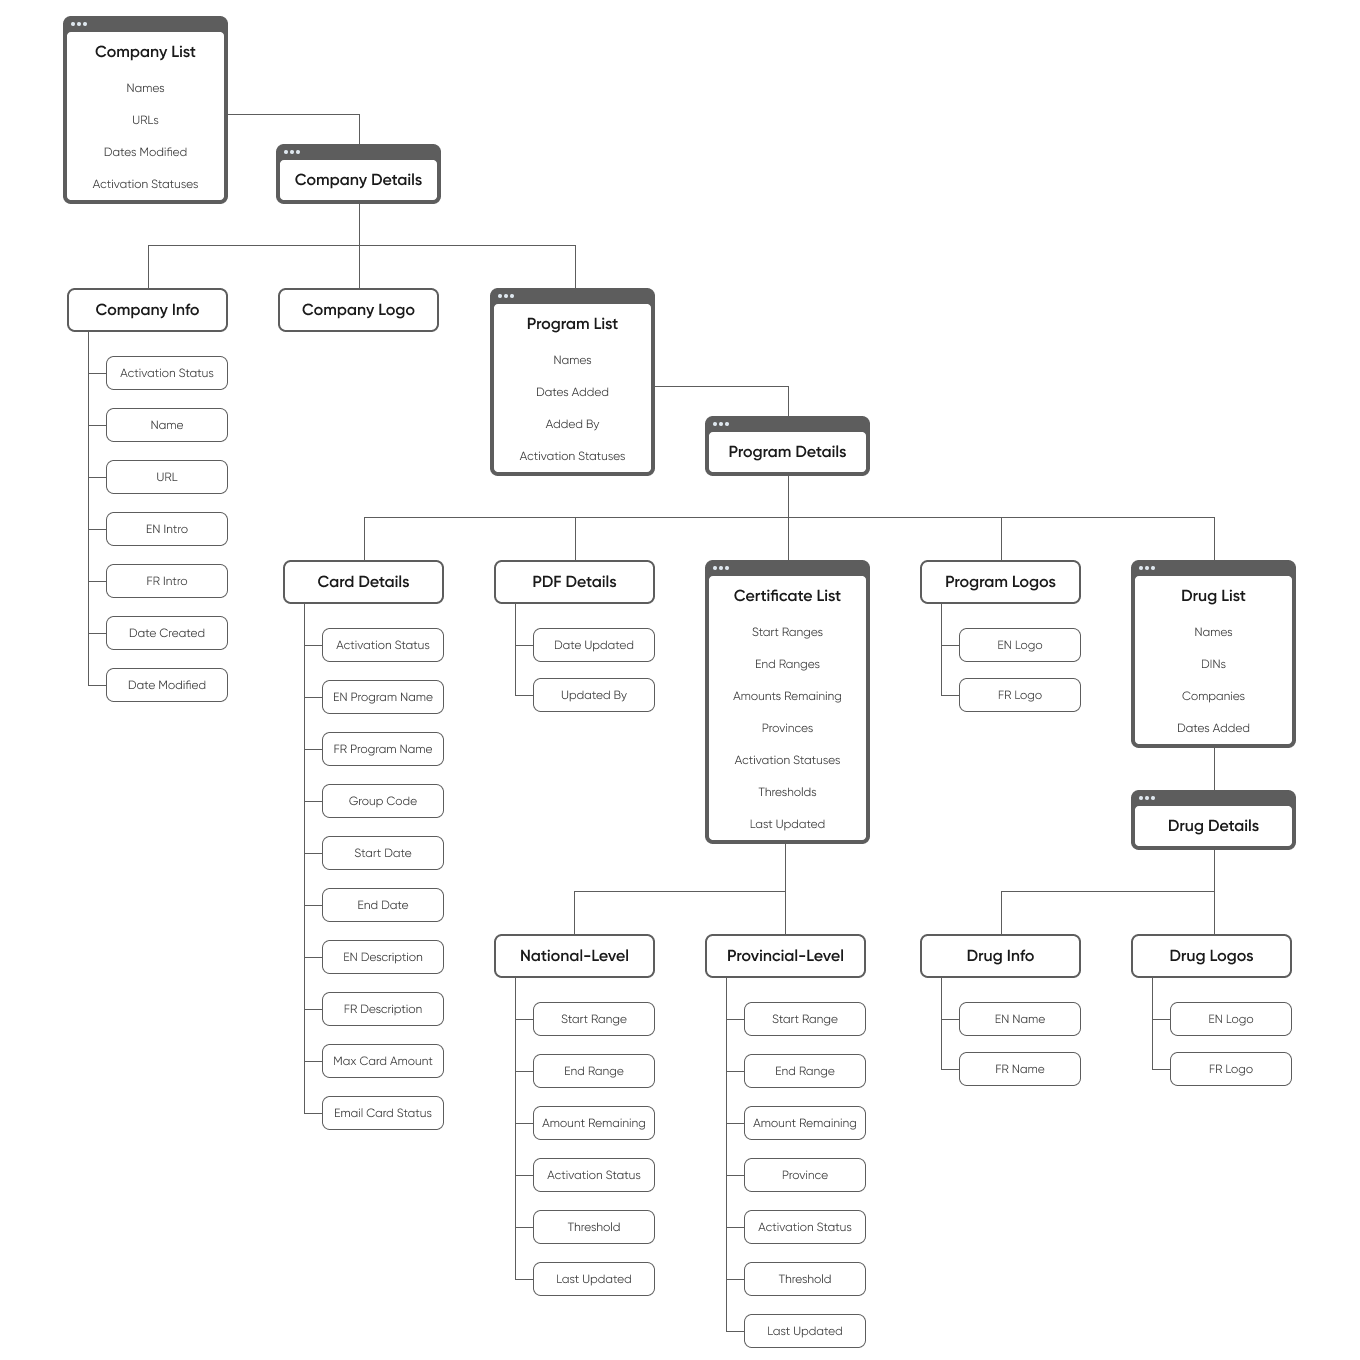 Company List
Names
URLs
Dates Modified
Activation Statuses
Company Details
Company Info
Activation Status
Name
URL
EN Intro
FR Intro
Date Created
Date Modified
Company Logo
Program List
Names
Dates Added
Added By
Activation Statuses
Program Details
Card Details
Activation Status
EN Program Name
FR Program Name
Group Code
Start Date
End Date
EN Description
FR Description
Max Card Amount
Email Card Status
PDF Details
Date Updated
Updated By
Certificate List
Start Ranges
End Ranges
Amounts Remaining
Provinces
Activation Statuses
Thresholds
Last Updated
National-Level
Start Range
End Range
Amount Remaining
Activation Status
Threshold
Last Updated
Provincial-Level
Start Range
End Range
Amount Remaining
Province
Activation Status
Threshold
Last Updated
Program Logos
EN Logo
FR Logo
Drug List
Names
DINs
Companies
Dates Added
Drug Details
Drug Info
EN Name
FR Name
Drug Logos
EN Logo
FR Logo